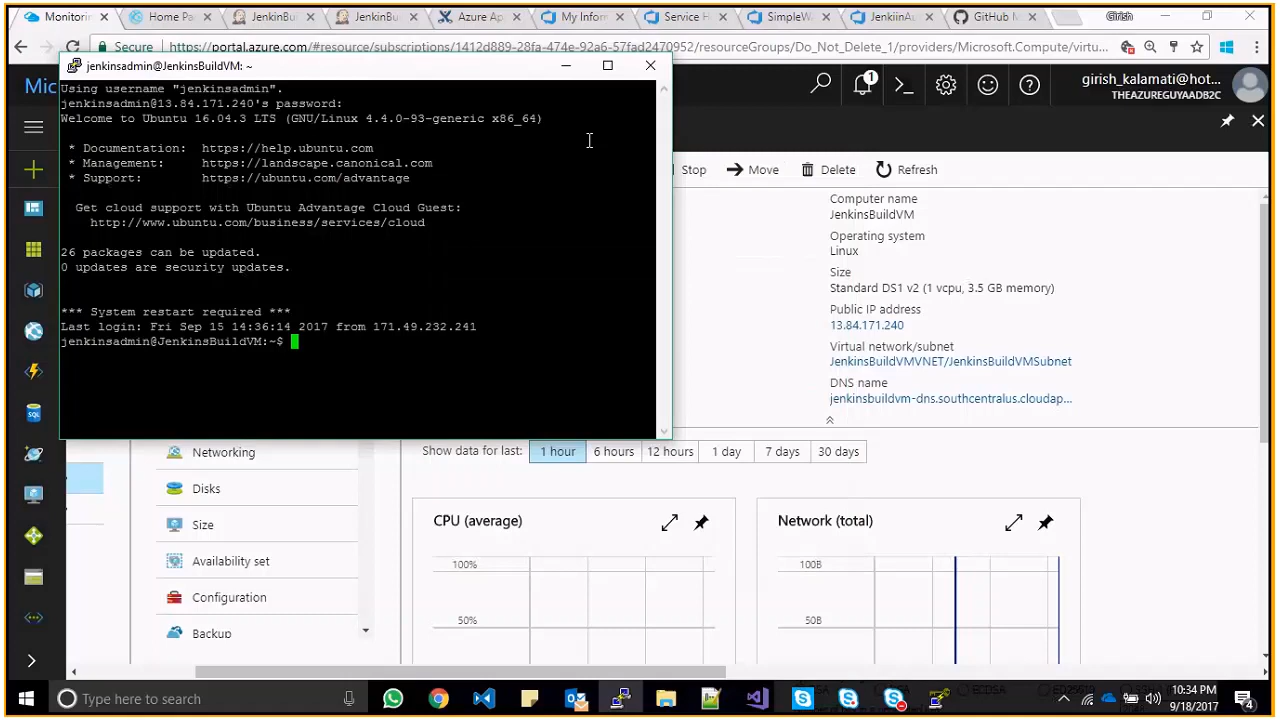 Monitoring
Home Pa
JenkinBu
JenkinBu
Azure Ap
My Infor
Service H
SimpleW
JenkiinAu
GitHub M
Girish
Secure
https://portal.azure.com/#resource/subscriptions/1412d889-28fa-474e-92a6-57fad2470952/resourceGroups/Do_Not_Delete_1/providers/Microsoft.Compute/virtu...
jenkinsadmin@JenkinsBuildVM: ~
Mic
1
girish_kalamati@hot...
THEAZUREGUYAADB2C
Using username "jenkinsadmin".
jenkinsadmin@13.84.171.240's password:
Welcome to Ubuntu 16.04.3 LTS (GNU/Linux 4.4.0-93-generic x86_64)
* Documentation: https://help.ubuntu.com
* Management: https://landscape.canonical.com
* Support: https://ubuntu.com/advantage
Get cloud support with Ubuntu Advantage Cloud Guest:
http://www.ubuntu.com/business/services/cloud
26 packages can be updated.
0 updates are security updates.
*** System restart required ***
Last login: Fri Sep 15 14:36:14 2017 from 171.49.232.241
jenkinsadmin@JenkinsBuildVM:~$
Stop
Move
Delete
Refresh
Computer name
JenkinsBuildVM
Operating system
Linux
Size
Standard DS1 v2 (1 vcpu, 3.5 GB memory)
Public IP address
13.84.171.240
Virtual network/subnet
JenkinsBuildVMVNET/JenkinsBuildVMSubnet
DNS name
jenkinsbuildvm-dns.southcentralus.cloudap...
Networking
Disks
Size
Availability set
Configuration
Backup
Show data for last:
1 hour
6 hours
12 hours
1 day
7 days
30 days
CPU (average)
100%
50%
Network (total)
100B
50B
SQL
Type here to search
10:34 PM
9/18/2017
4